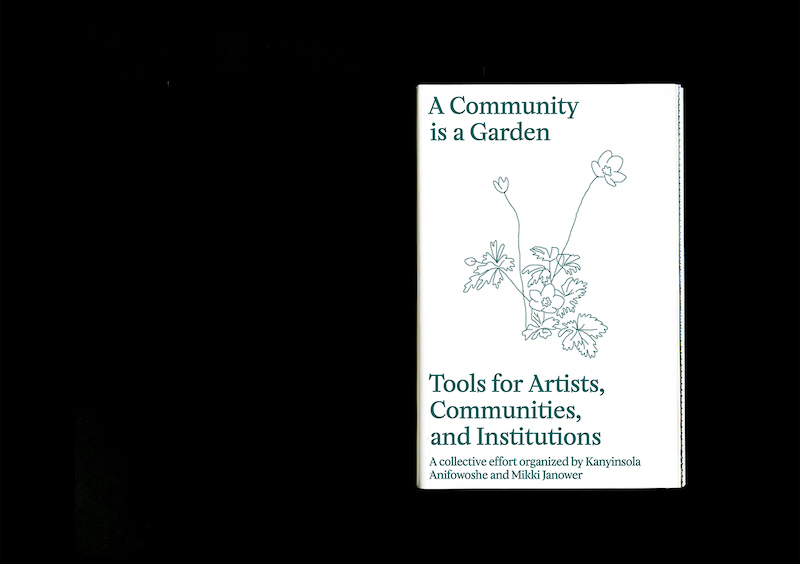 A Community
is a Garden
Tools for Artists,
Communities,
and Institutions
A collective effort organized by Kanyinsola
Anifowoshe and Mikki Janower